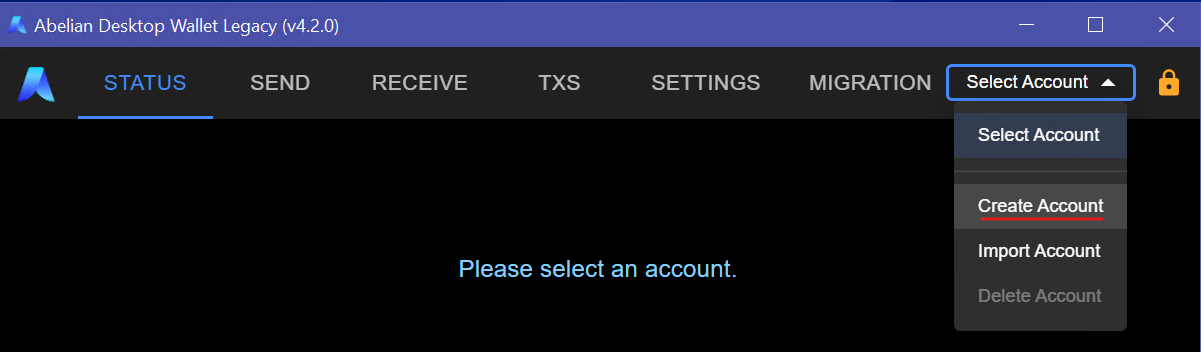 Abelian Desktop Wallet Legacy (v4.2.0)
STATUS SEND RECEIVE TXS SETTINGS MIGRATION Select Account
Select Account
Create Account
Import Account
Delete Account
Please select an account.